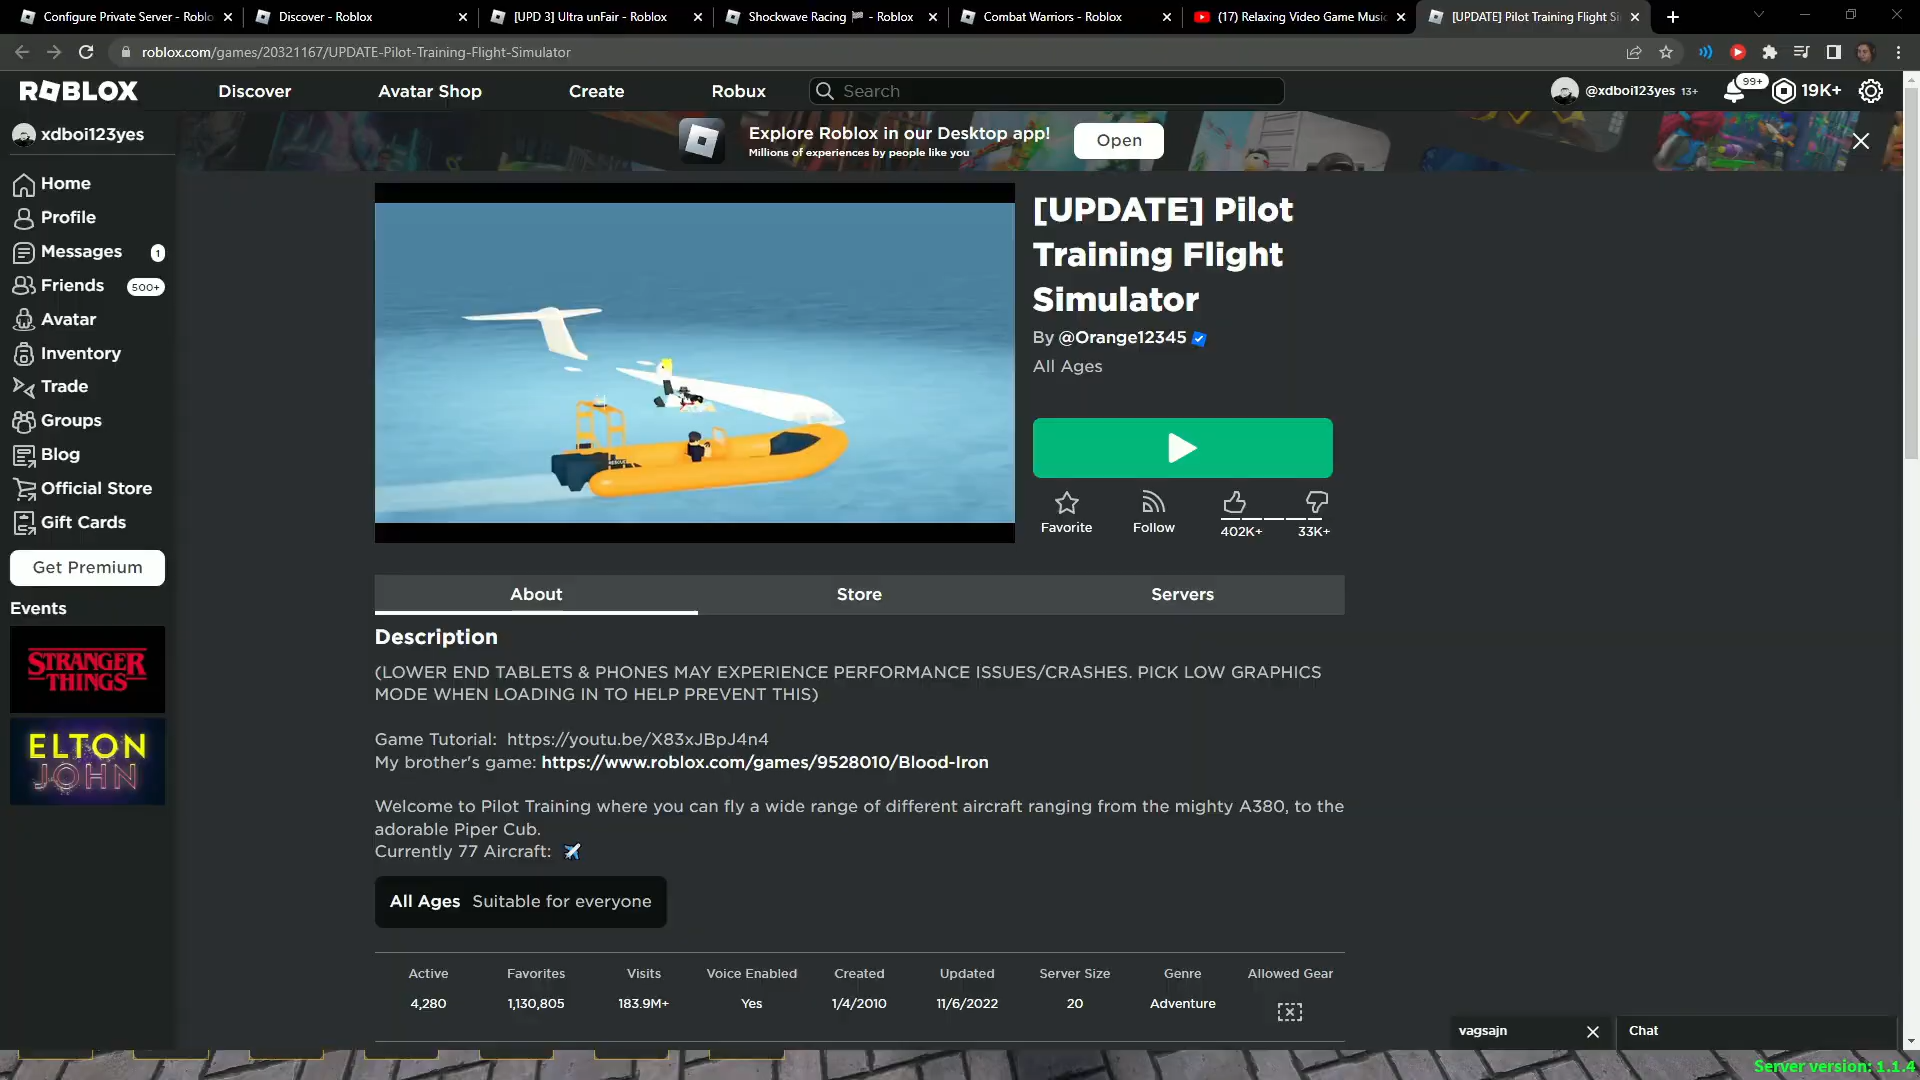 Configure Private Server - Roblo
Discover - Roblox
[UPD 3] Ultra unFair - Roblox
Shockwave Racing 🏁 - Roblox
Combat Warriors - Roblox
(17) Relaxing Video Game Music
[UPDATE] Pilot Training Flight Si
roblox.com/games/20321167/UPDATE-Pilot-Training-Flight-Simulator
ROBLOX
Discover
Avatar Shop
Create
Robux
Search
@xdboi123yes 13+
99+
19K+
xdboi123yes
Explore Roblox in our Desktop app!
Millions of experiences by people like you
Open
Home
Profile
Messages 1
Friends 500+
Avatar
Inventory
Trade
Groups
Blog
Official Store
Gift Cards
Get Premium
Events
STRANGER
THINGS
ELTON
JOHN
[UPDATE] Pilot
Training Flight
Simulator
By @Orange12345
All Ages
Favorite
Follow
402K+
33K+
About
Store
Servers
Description
(LOWER END TABLETS & PHONES MAY EXPERIENCE PERFORMANCE ISSUES/CRASHES. PICK LOW GRAPHICS
MODE WHEN LOADING IN TO HELP PREVENT THIS)
Game Tutorial: https://youtu.be/X83xJBpJ4n4
My brother's game: https://www.roblox.com/games/9528010/Blood-Iron
Welcome to Pilot Training where you can fly a wide range of different aircraft ranging from the mighty A380, to the
adorable Piper Cub.
Currently 77 Aircraft: ✈️
All Ages Suitable for everyone
Active Favorites Visits Voice Enabled Created Updated Server Size Genre Allowed Gear
4,280 1,130,805 183.9M+ Yes 1/4/2010 11/6/2022 20 Adventure
vagsajn
Chat
Server version: 1.1.4